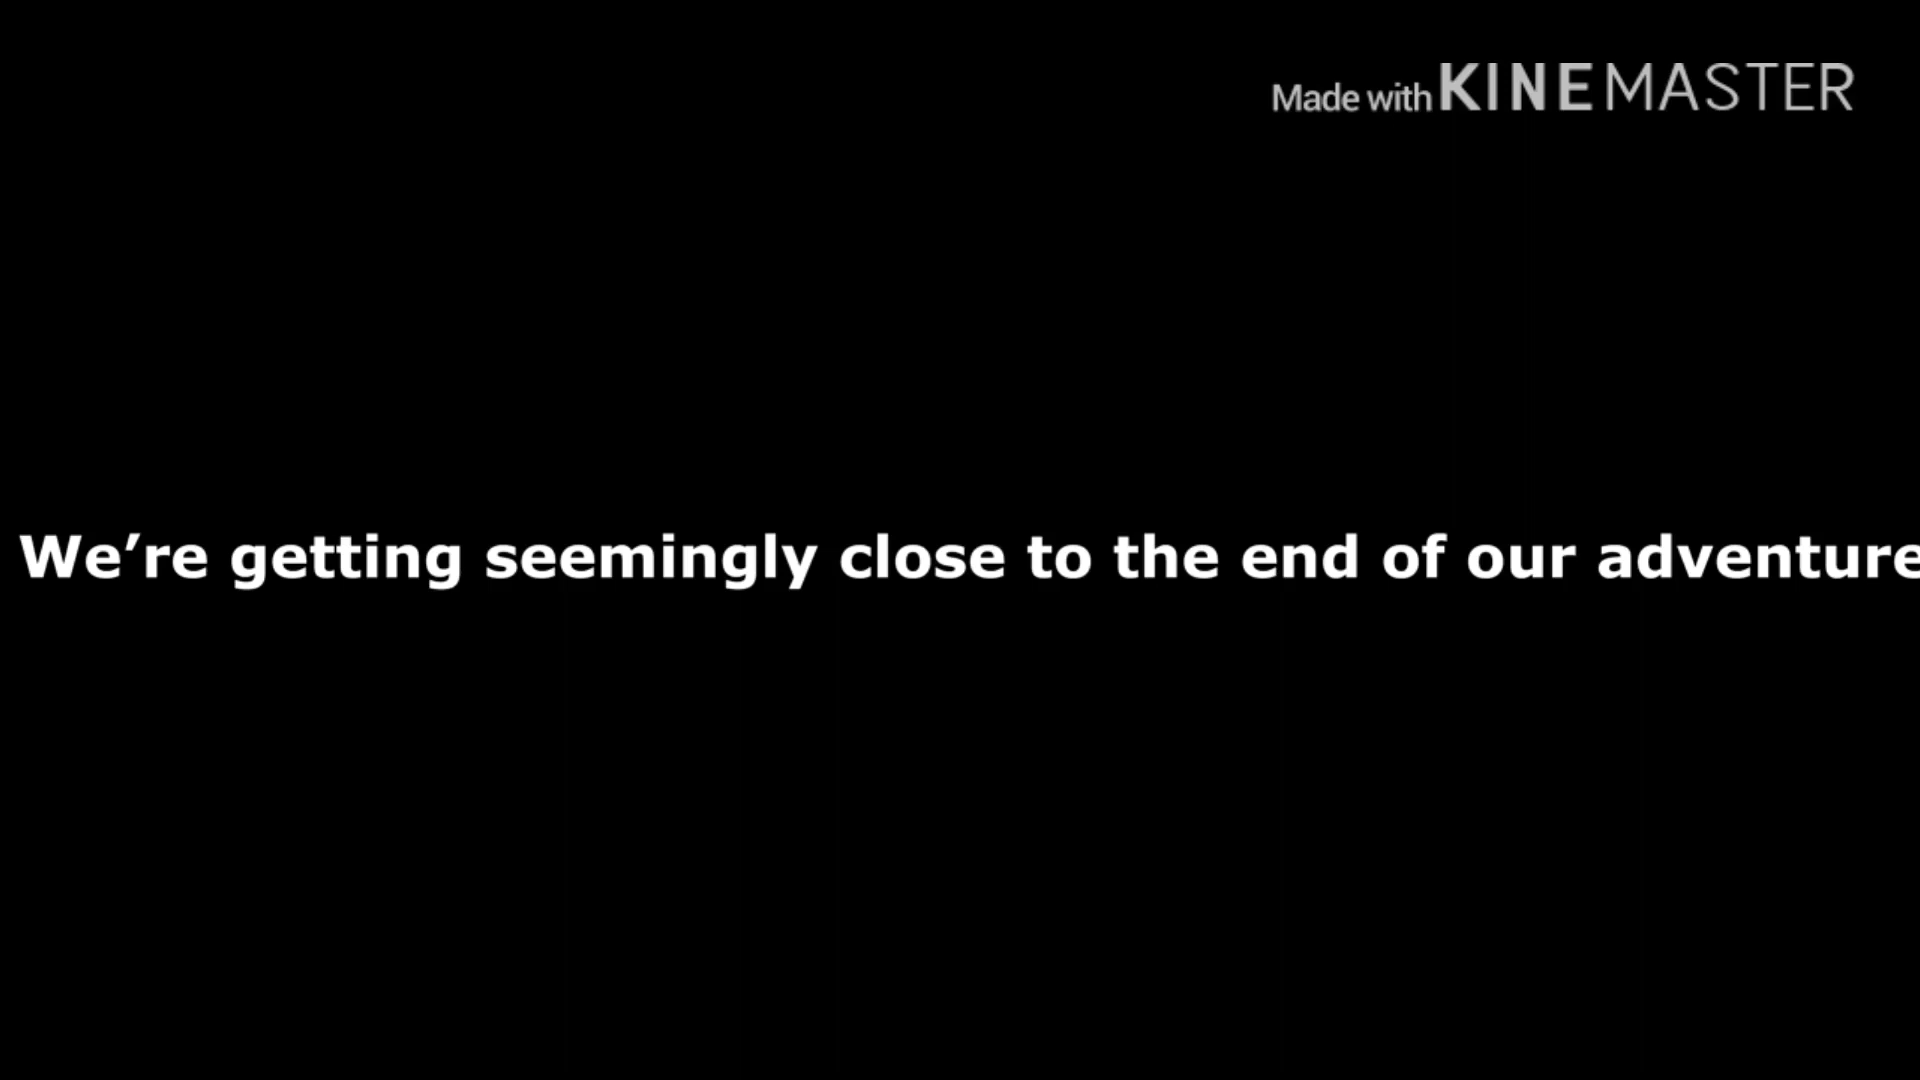 Made with KINEMASTER
We’re getting seemingly close to the end of our adventure